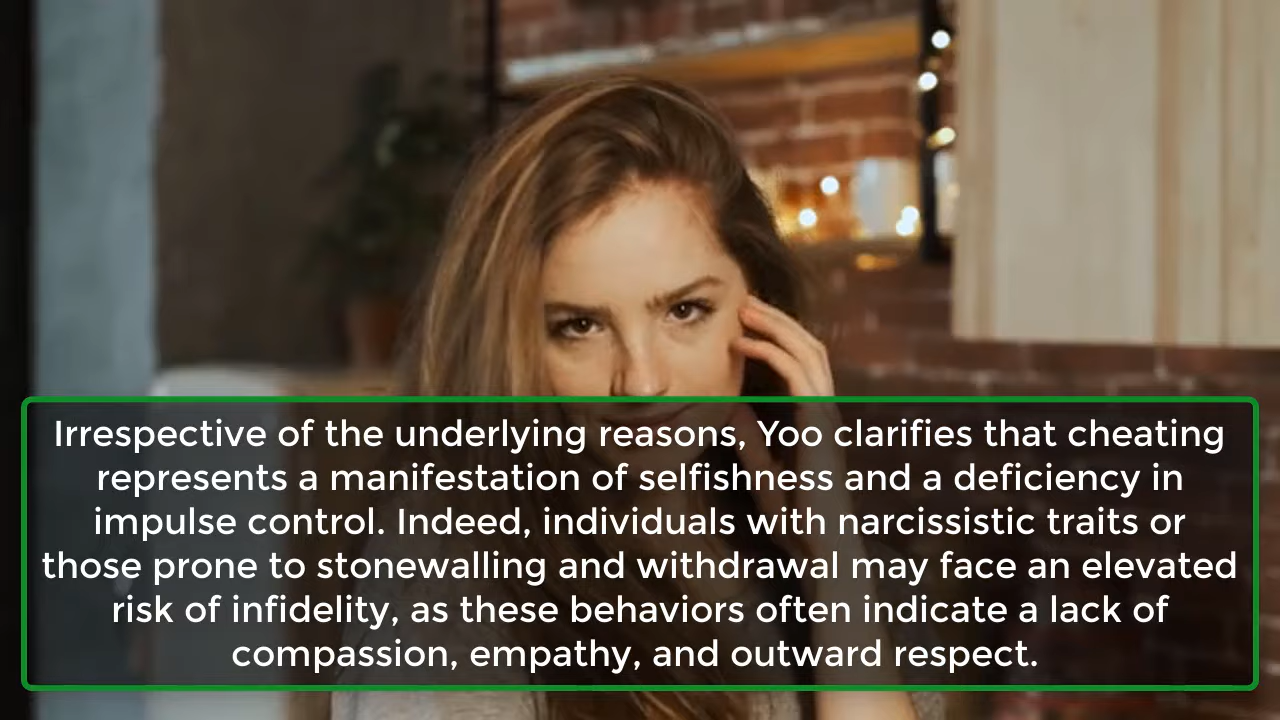 Irrespective of the underlying reasons, Yoo clarifies that cheating
represents a manifestation of selfishness and a deficiency in
impulse control. Indeed, individuals with narcissistic traits or
those prone to stonewalling and withdrawal may face an elevated
risk of infidelity, as these behaviors often indicate a lack of
compassion, empathy, and outward respect.